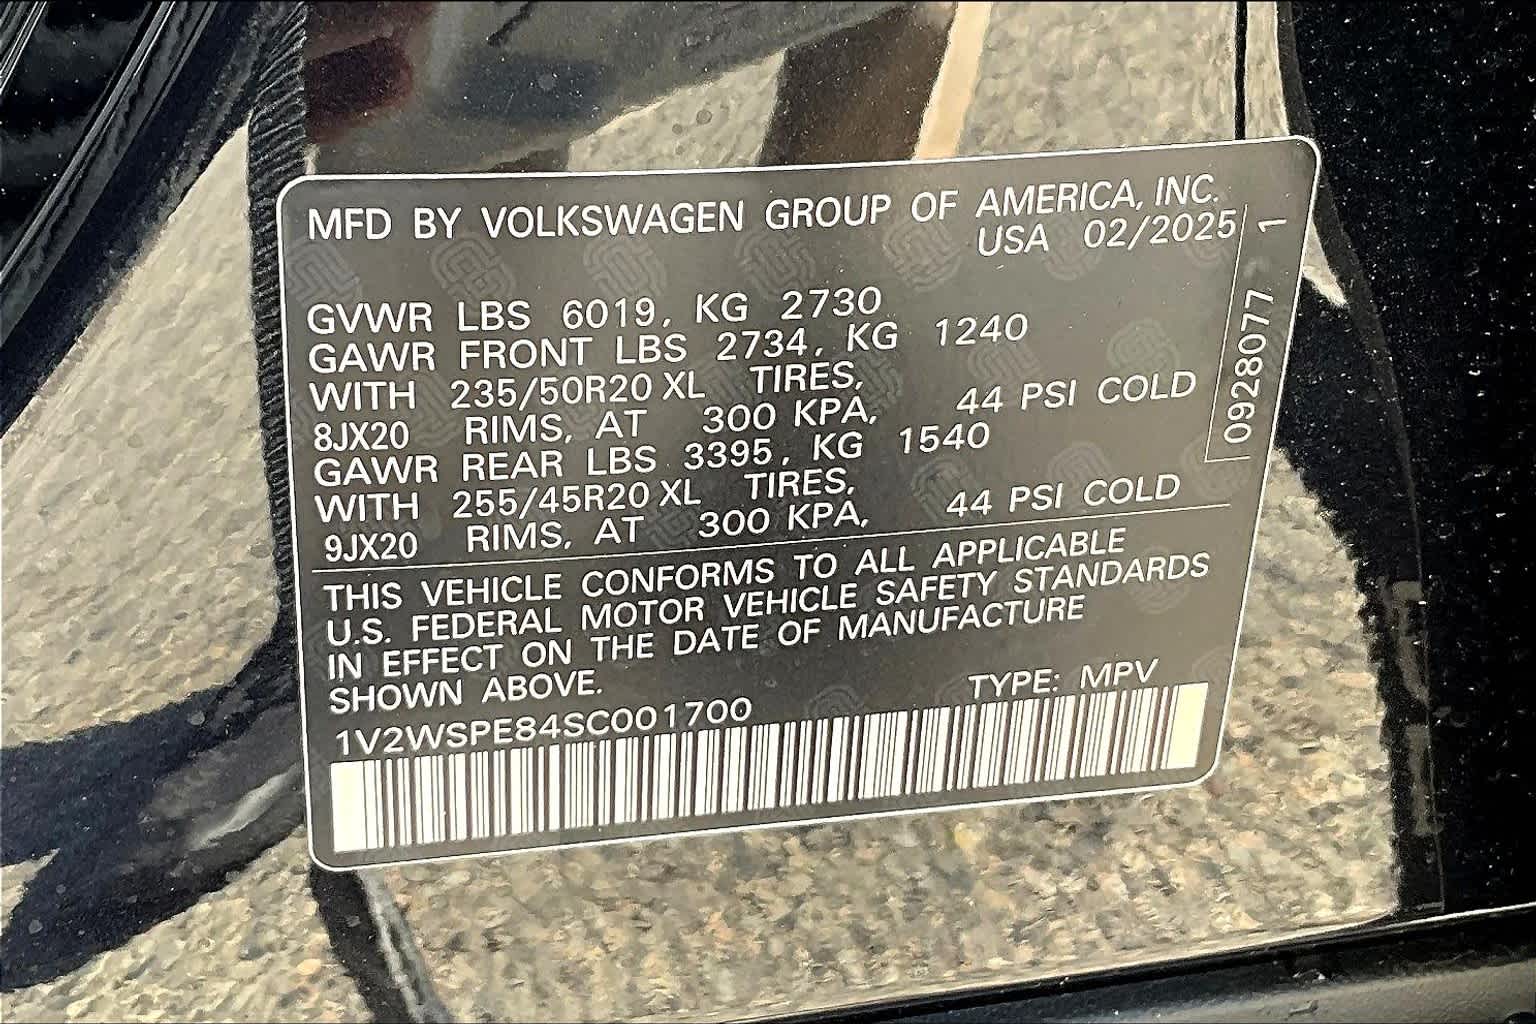 MFD BY VOLKSWAGEN GROUP OF AMERICA, INC.
USA 02/2025
GVWR LBS 6019, KG 2730
GAWR FRONT LBS 2734, KG 1240
WITH 235/50R20 XL TIRES,
8JX20 RIMS, AT 300 KPA, 44 PSI COLD
GAWR REAR LBS 3395, KG 1540
WITH 255/45R20 XL TIRES,
9JX20 RIMS, AT 300 KPA, 44 PSI COLD
THIS VEHICLE CONFORMS TO ALL APPLICABLE
U.S. FEDERAL MOTOR VEHICLE SAFETY STANDARDS
IN EFFECT ON THE DATE OF MANUFACTURE
SHOWN ABOVE.
TYPE: MPV
1V2WSPE84SC001700
0928077 1